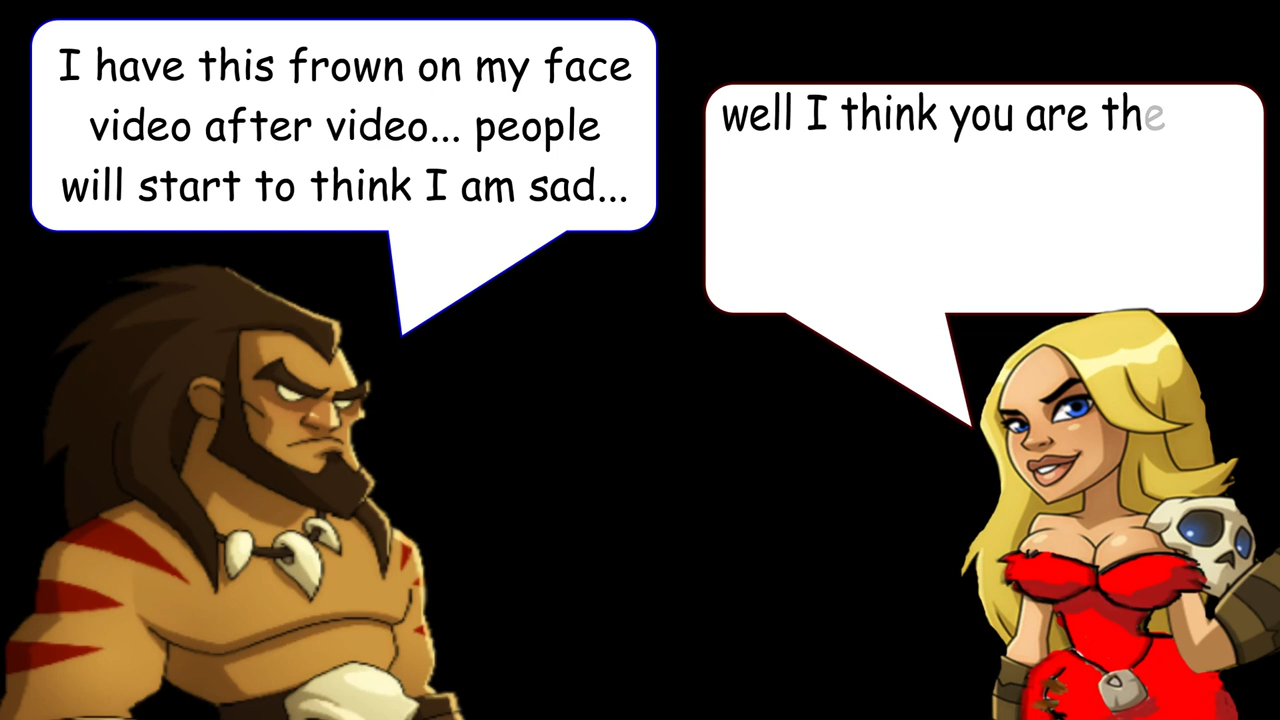 I have this frown on my face
video after video... people
will start to think I am sad...
well I think you are the